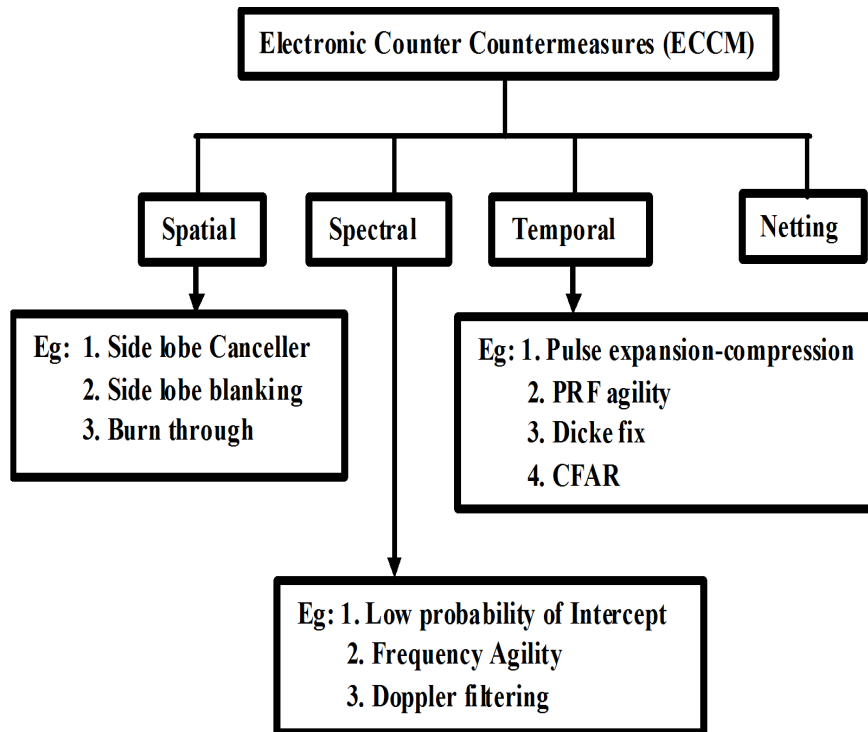 Electronic Counter Countermeasures (ECCM)
Spatial
Spectral
Temporal
Netting
Eg: 1. Side lobe Canceller
2. Side lobe blanking
3. Burn through
Eg: 1. Pulse expansion-compression
2. PRF agility
3. Dicke fix
4. CFAR
Eg: 1. Low probability of Intercept
2. Frequency Agility
3. Doppler filtering